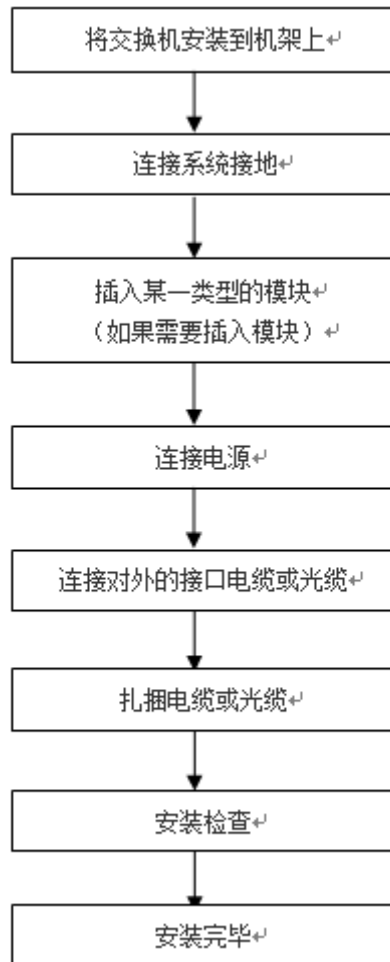 将交换机安装到机架上↵
连接系统接地↵
插入某一类型的模块↵
（如果需要插入模块）↵
连接电源↵
连接对外的接口电缆或光缆↵
扎捆电缆或光缆↵
安装检查↵
安装完毕↵